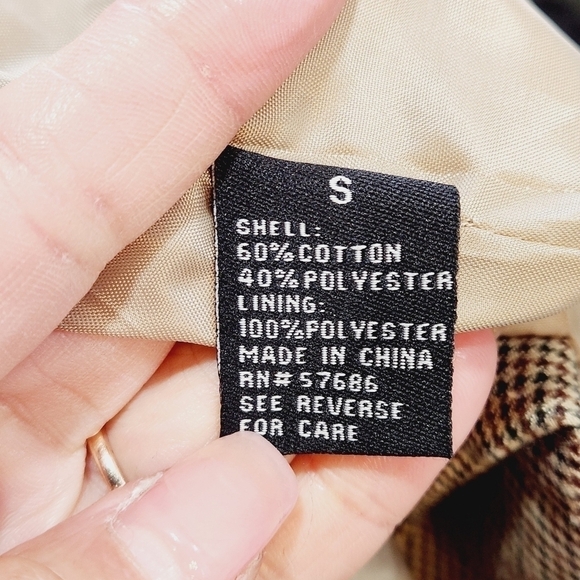 S
SHELL:
60%COTTON
40%POLYESTER
LINING:
100%POLYESTER
MADE IN CHINA
RN# 57686
SEE REVERSE
FOR CARE